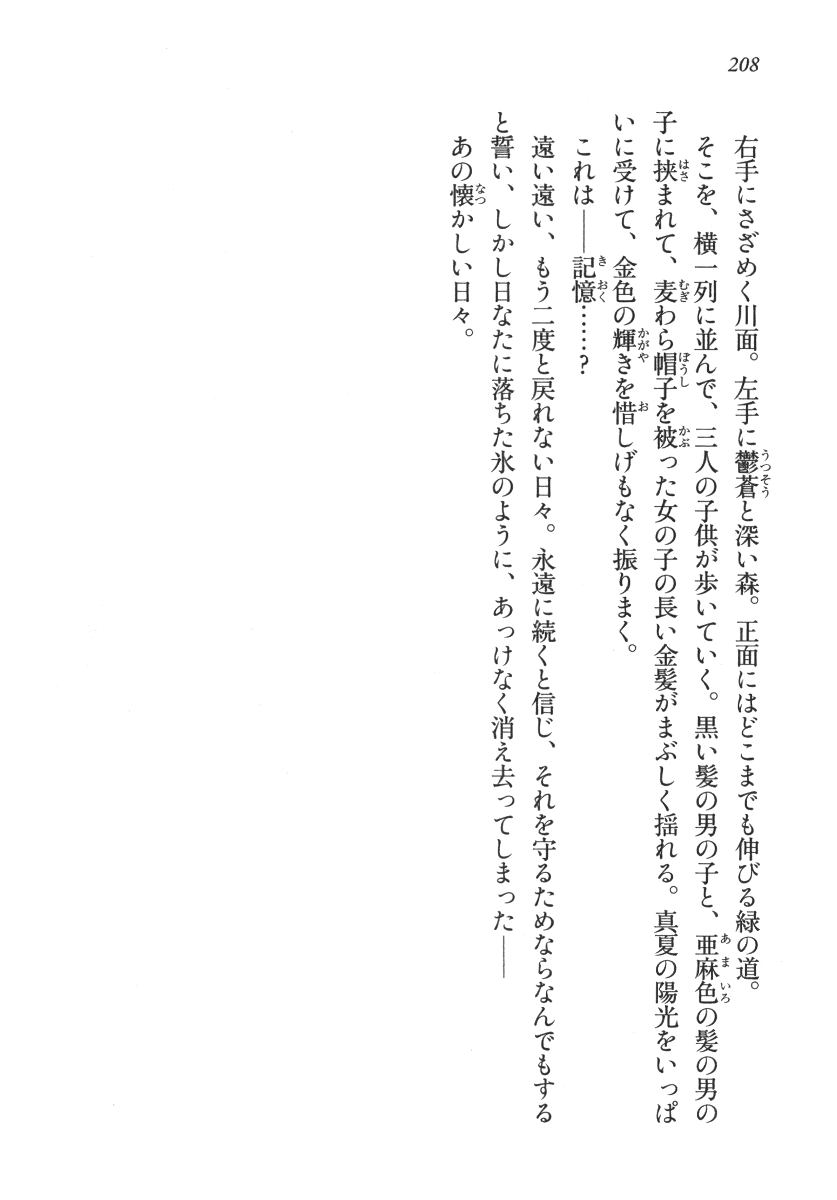 208
右手にさざめく川面。左手に鬱蒼と深い森。正面にはどこまでも伸びる緑の道。
そこを、横一列に並んで、三人の子供が歩いていく。黒い髪の男の子と、亜麻色の髪の男の
子に挟まれて、麦わら帽子を被った女の子の長い金髪がまぶしく揺れる。真夏の陽光をいっぱ
いに受けて、金色の輝きを惜しげもなく振りまく。
これは――記憶……？
遠い遠い、もう二度と戻れない日々。永遠に続くと信じ、それを守るためならなんでもする
と誓い、しかし日なたに落ちた氷のように、あっけなく消え去ってしまった――
あの懐かしい日々。